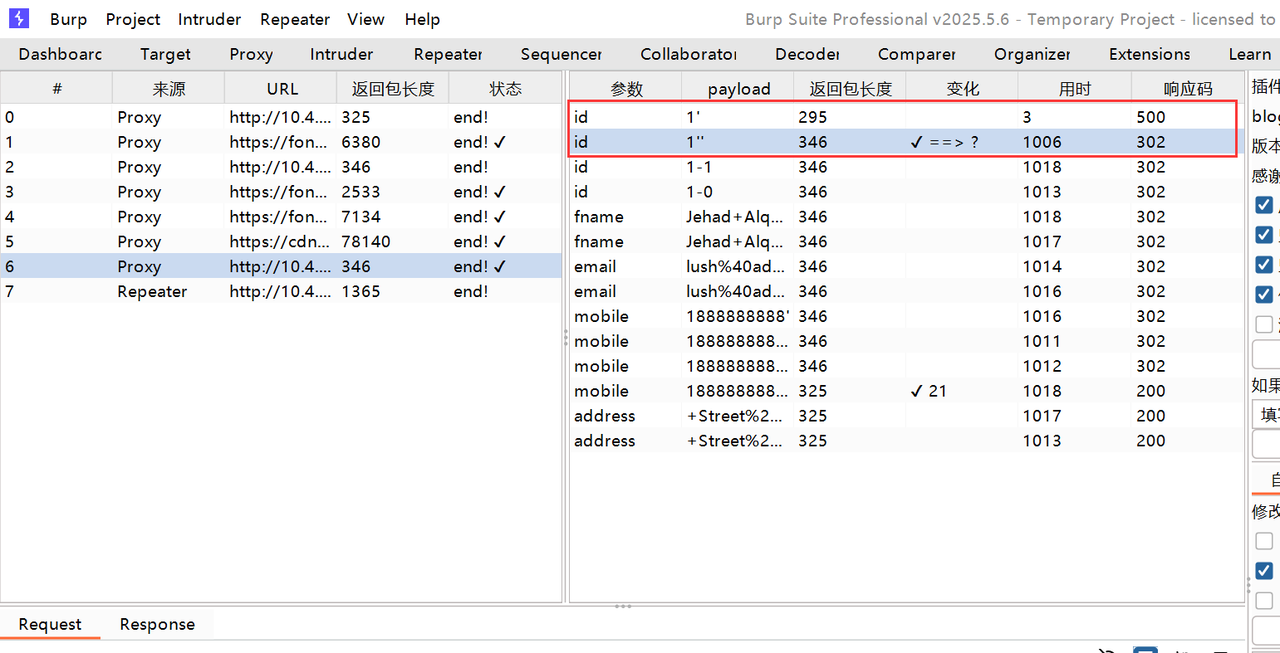 Burp Project Intruder Repeater View Help Burp Suite Professional v2025.5.6 - Temporary Project - licensed to
Dashboard Target Proxy Intruder Repeater Sequencer Collaborator Decoder Comparer Organizer Extensions Learn
# 来源 URL 返回包长度 状态
0 Proxy http://10.4.... 325 end!
1 Proxy https://fon... 6380 end! ✓
2 Proxy http://10.4.... 346 end!
3 Proxy https://fon... 2533 end! ✓
4 Proxy https://fon... 7134 end! ✓
5 Proxy https://cdn... 78140 end! ✓
6 Proxy http://10.4.... 346 end! ✓
7 Repeater http://10.4.... 1365 end!
参数 payload 返回包长度 变化 用时 响应码
id 1' 295 3 500
id 1'' 346 ✓ ==> ? 1006 302
id 1-1 346 1018 302
id 1-0 346 1013 302
fname Jehad+Alq... 346 1018 302
fname Jehad+Alq... 346 1017 302
email lush%40ad... 346 1014 302
email lush%40ad... 346 1016 302
mobile 1888888888' 346 1016 302
mobile 188888888... 346 1011 302
mobile 188888888... 346 1012 302
mobile 188888888... 325 ✓ 21 1018 200
address +Street%2... 325 1017 200
address +Street%2... 325 1013 200
插件
blog
版本
感谢
如果
填写
修改
Request Response